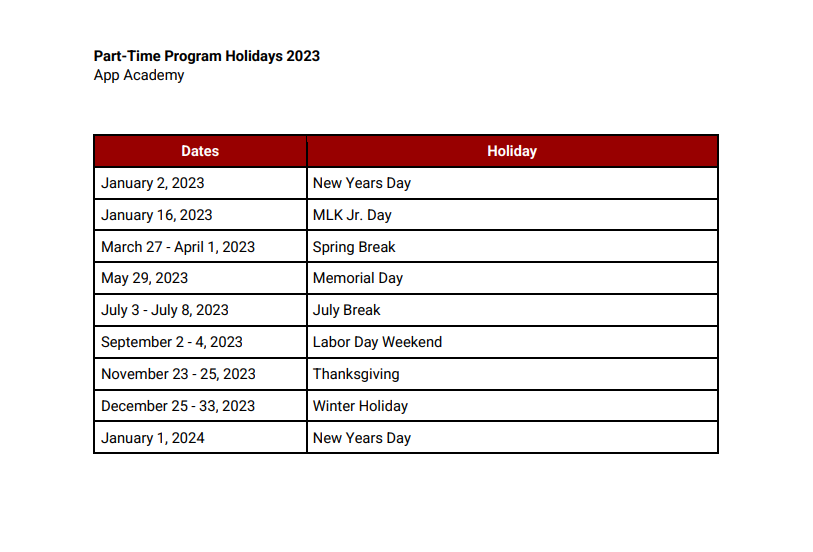 Part-Time Program Holidays 2023
App Academy
Dates Holiday
January 2, 2023 New Years Day
January 16, 2023 MLK Jr. Day
March 27 - April 1, 2023 Spring Break
May 29, 2023 Memorial Day
July 3 - July 8, 2023 July Break
September 2 - 4, 2023 Labor Day Weekend
November 23 - 25, 2023 Thanksgiving
December 25 - 33, 2023 Winter Holiday
January 1, 2024 New Years Day